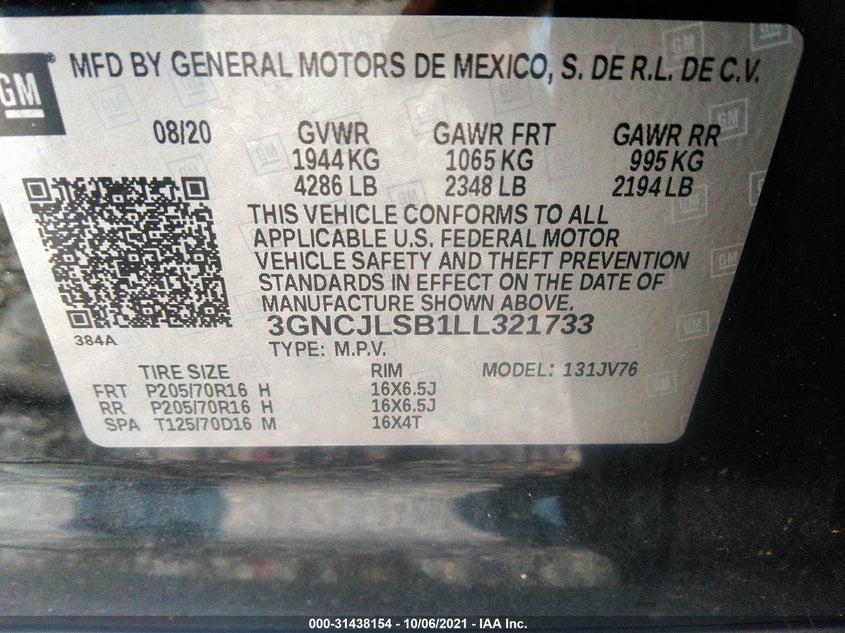 GM ® MFD BY GENERAL MOTORS DE MEXICO, S. DE R.L. DE C.V.
08/20 GVWR GAWR FRT GAWR RR
1944 KG 1065 KG 995 KG
4286 LB 2348 LB 2194 LB
THIS VEHICLE CONFORMS TO ALL
APPLICABLE U.S. FEDERAL MOTOR
VEHICLE SAFETY AND THEFT PREVENTION
STANDARDS IN EFFECT ON THE DATE OF
MANUFACTURE SHOWN ABOVE.
3GNCJLSB1LL321733
384A
TYPE: M.P.V.
TIRE SIZE RIM MODEL: 131JV76
FRT P205/70R16 H 16X6.5J
RR P205/70R16 H 16X6.5J
SPA T125/70D16 M 16X4T
000-31438154 - 10/06/2021 - IAA Inc.